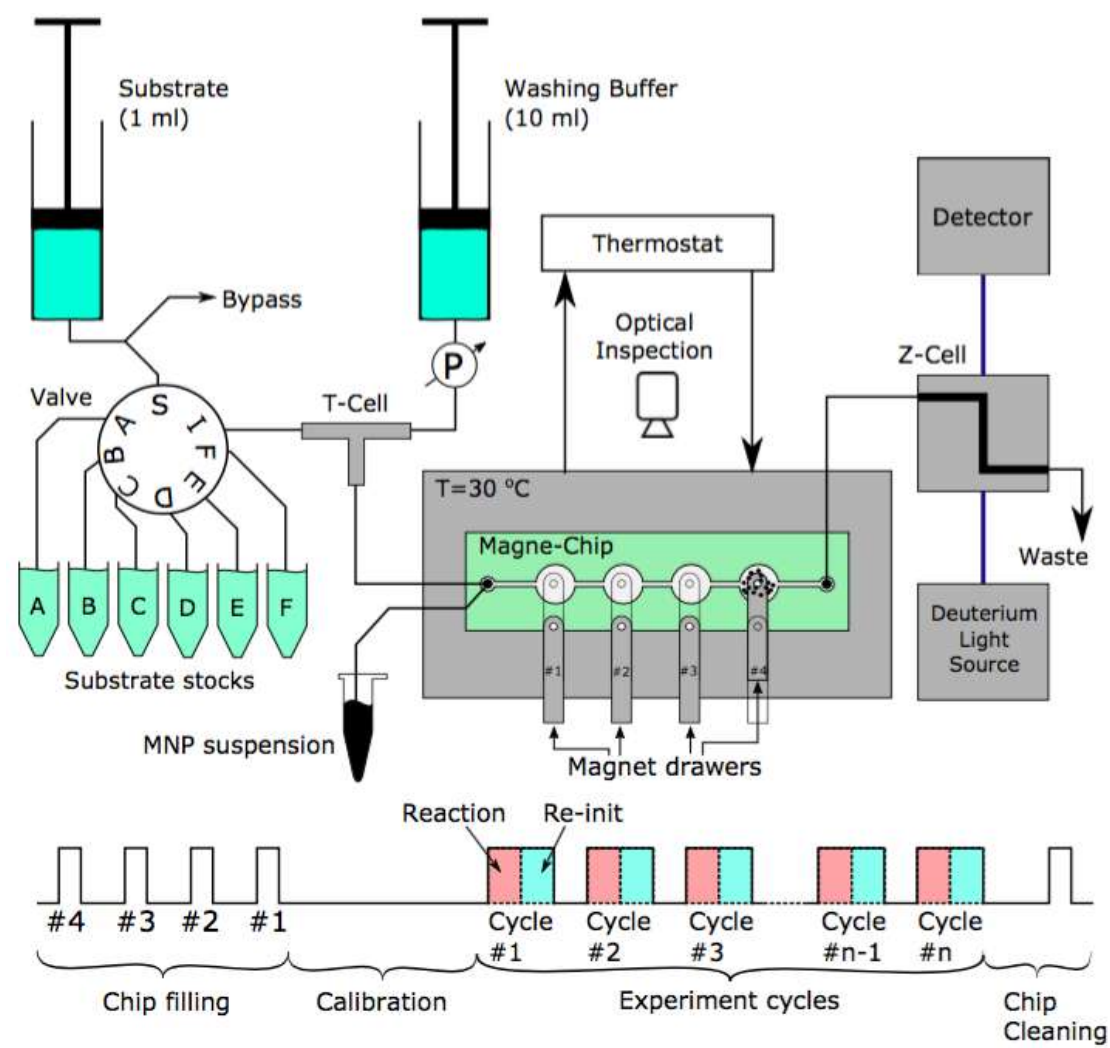 Substrate
(1 ml)
Washing Buffer
(10 ml)
Detector
Thermostat
Bypass
Optical
Inspection
Z-Cell
P
Valve
T-Cell
S
I
F
E
D
C
B
A
T=30 °C
Magne-Chip
Waste
A B C D E F
Deuterium
Light
Source
#1 #2 #3 #4
Substrate stocks
MNP suspension
Magnet drawers
Reaction Re-init
#4 #3 #2 #1
Cycle
#1
Cycle
#2
Cycle
#3
Cycle
#n-1
Cycle
#n
Chip filling
Calibration
Experiment cycles
Chip
Cleaning